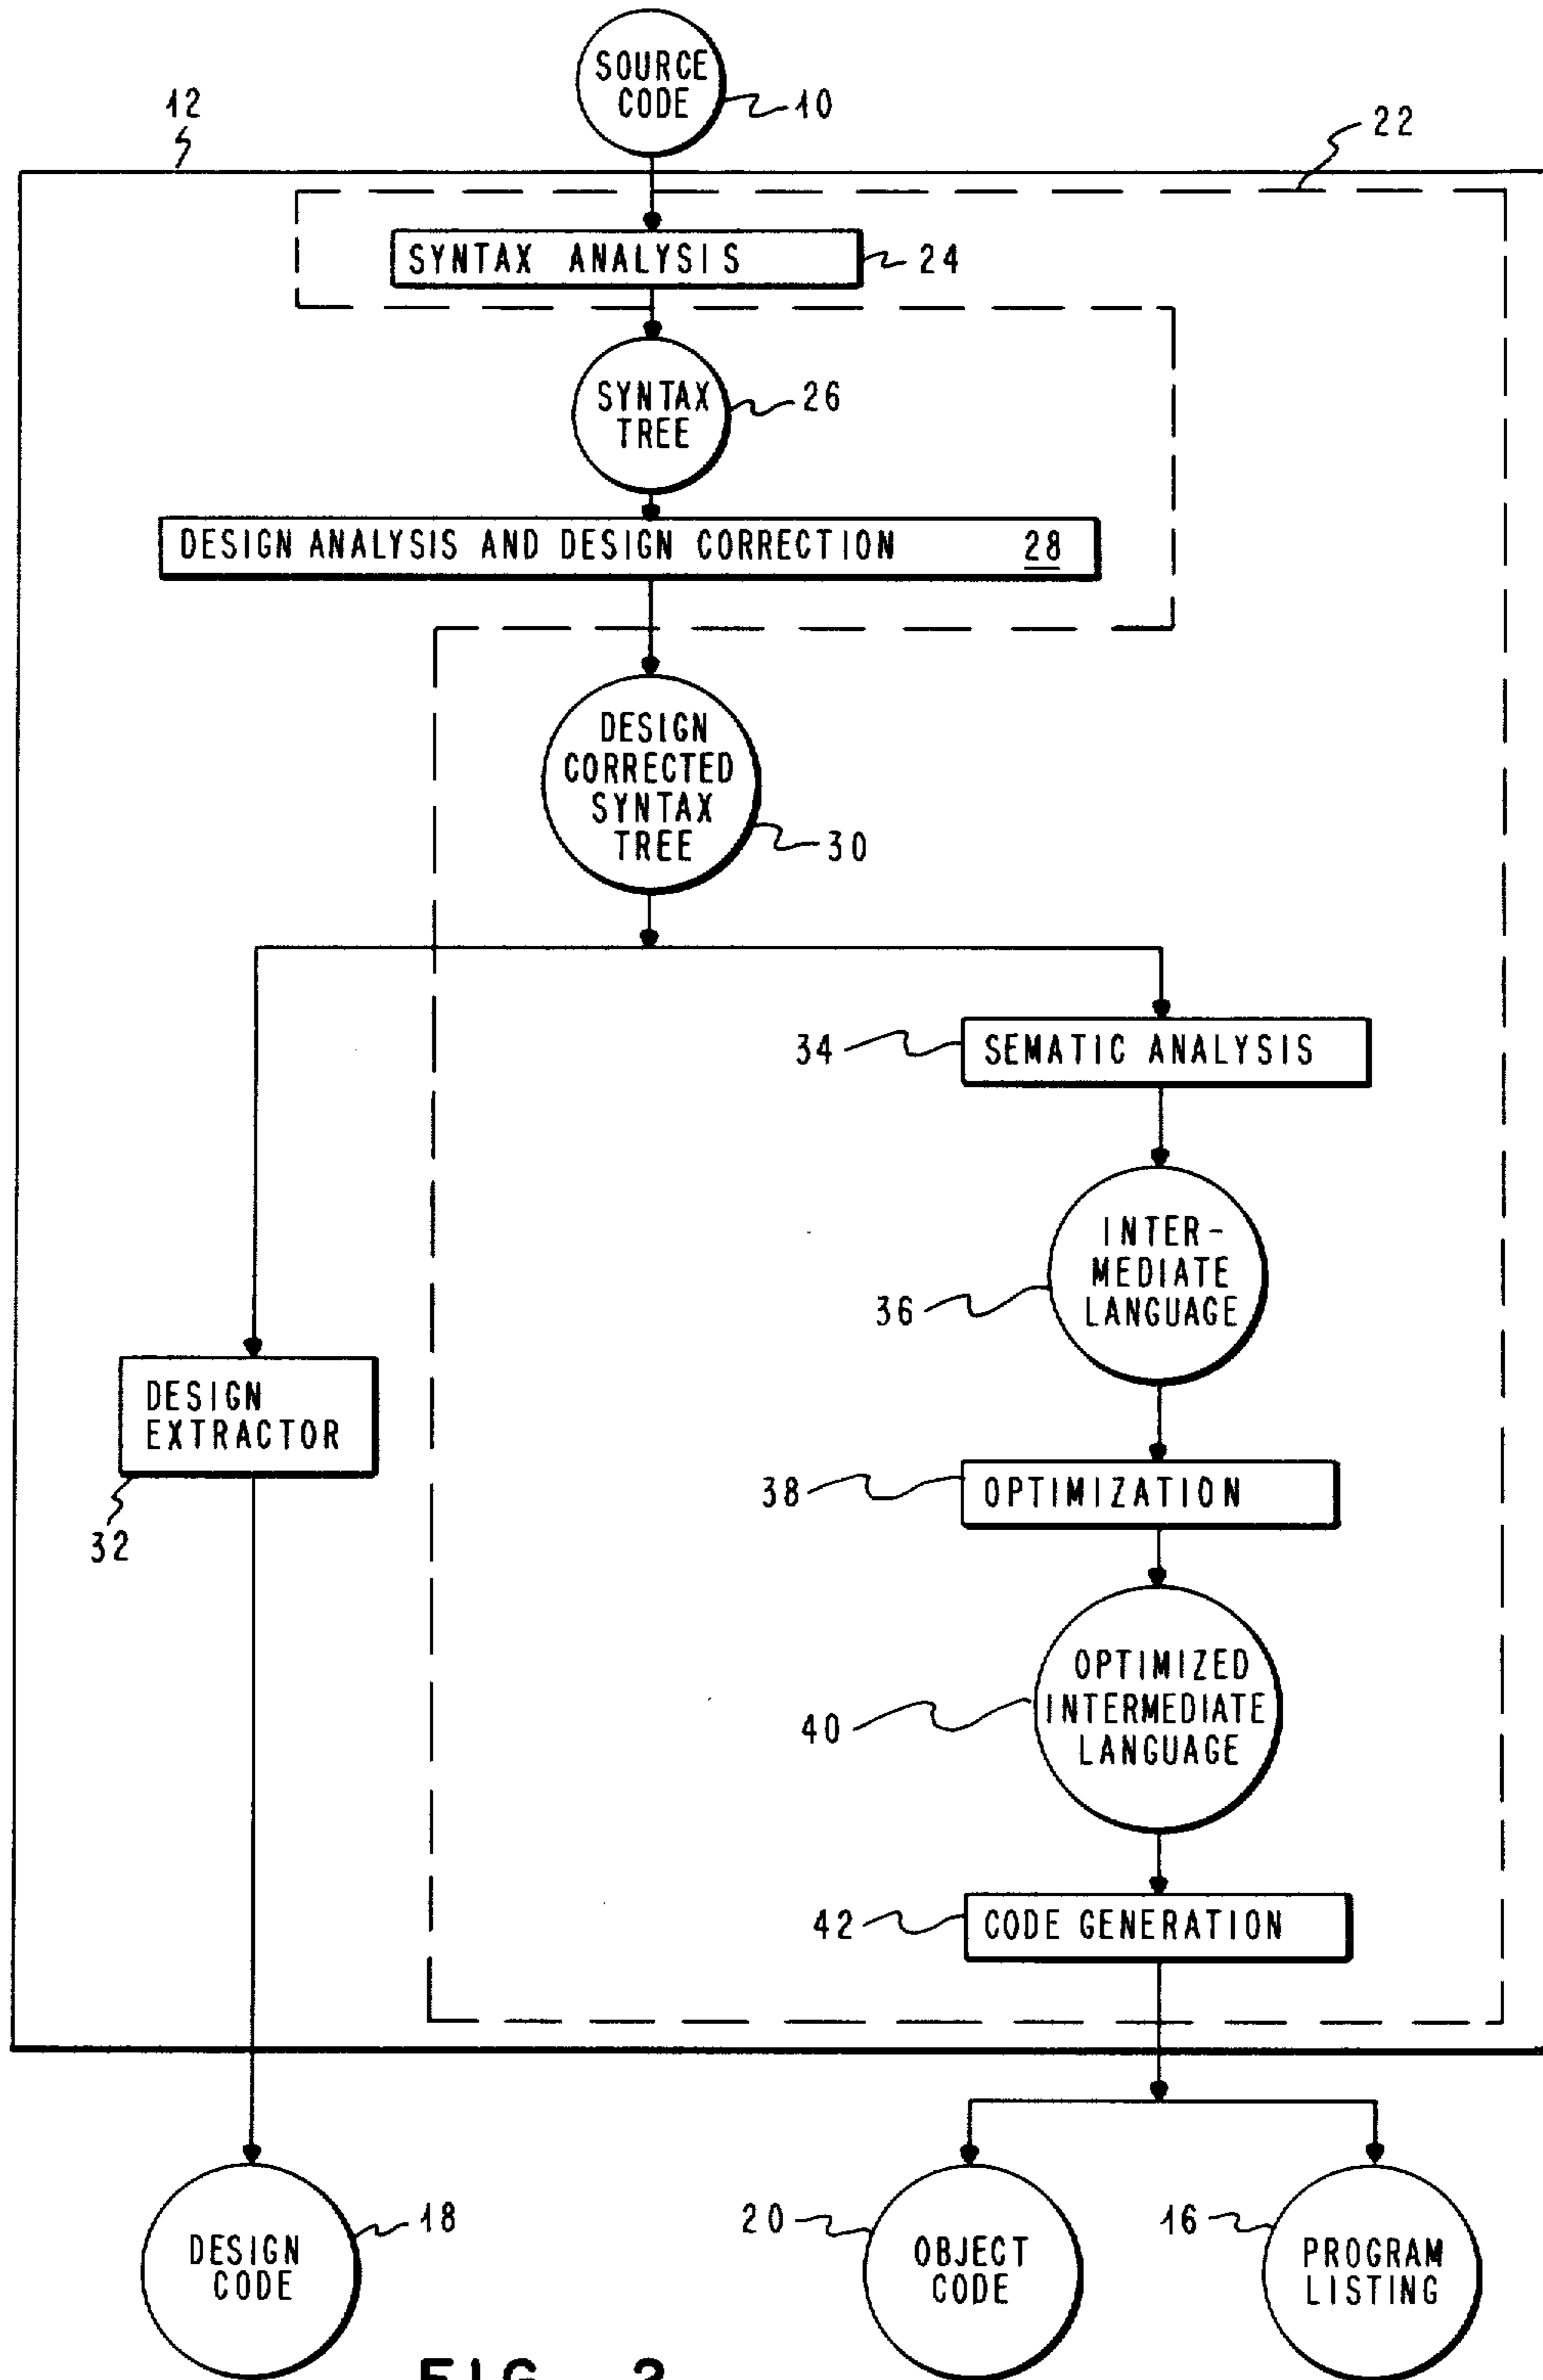 SOURCE
CODE
10
12
22
SYNTAX ANALYSIS
24
SYNTAX
TREE
26
DESIGN ANALYSIS AND DESIGN CORRECTION 28
DESIGN
CORRECTED
SYNTAX
TREE
30
34
SEMATIC ANALYSIS
INTER-
MEDIATE
LANGUAGE
36
DESIGN
EXTRACTOR
32
38
OPTIMIZATION
OPTIMIZED
INTERMEDIATE
LANGUAGE
40
42
CODE GENERATION
DESIGN
CODE
18
20
OBJECT
CODE
16
PROGRAM
LISTING
FIG.